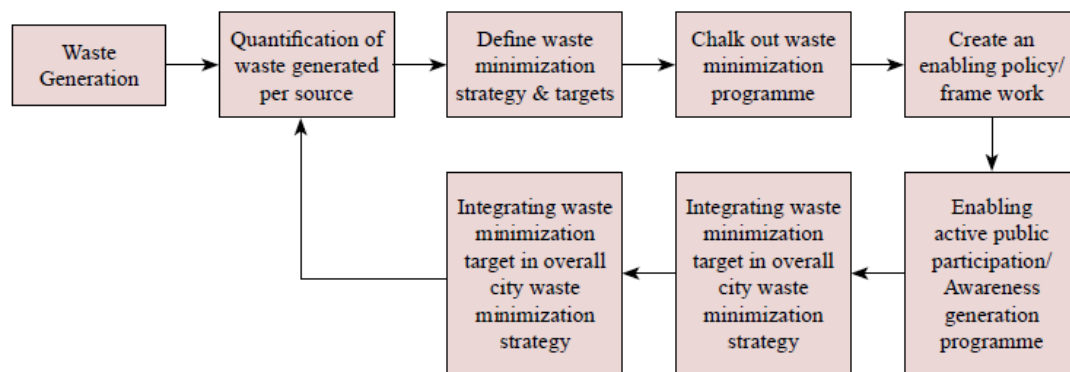 Waste
Generation
Quantification of
waste generated
per source
Define waste
minimization
strategy & targets
Chalk out waste
minimization
programme
Create an
enabling policy/
frame work
Integrating waste
minimization
target in overall
city waste
minimization
strategy
Integrating waste
minimization
target in overall
city waste
minimization
strategy
Enabling
active public
participation/
Awareness
generation
programme